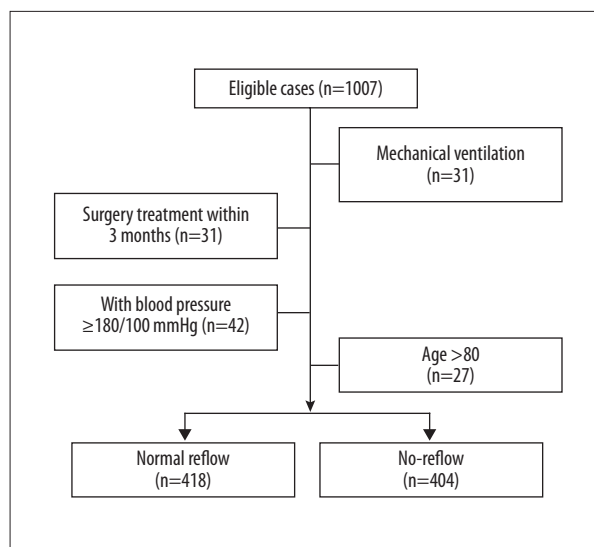 Eligible cases (n=1007)
Mechanical ventilation
(n=31)
Surgery treatment within
3 months (n=31)
With blood pressure
≥180/100 mmHg (n=42)
Age >80
(n=27)
Normal reflow
(n=418)
No-reflow
(n=404)